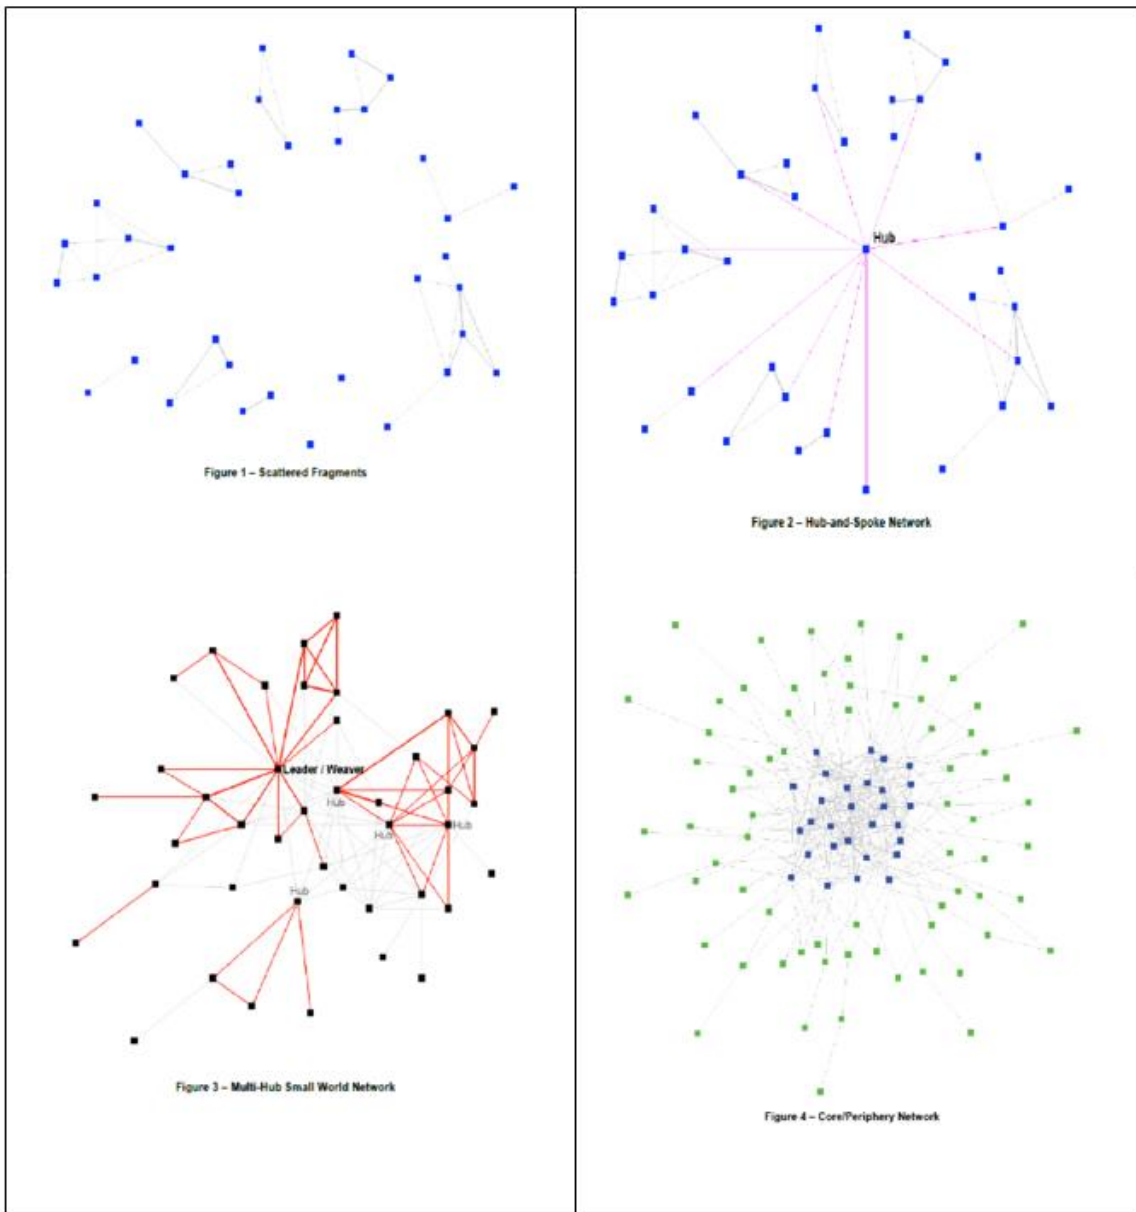 Figure 1 – Scattered Fragments
Hub
Figure 2 – Hub-and-Spoke Network
Leader / Weaver
Hub
Hub
Hub
Hub
Figure 3 – Multi-Hub Small World Network
Figure 4 – Core/Periphery Network